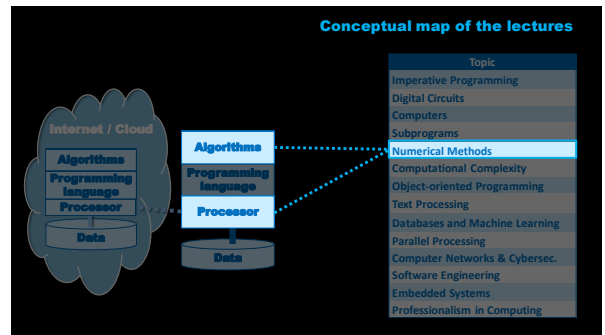 Conceptual map of the lectures
Internet / Cloud
Algorithms
Programming
language
Processor
Data
Algorithms
Programming
language
Processor
Data
Topic
Imperative Programming
Digital Circuits
Computers
Subprograms
Numerical Methods
Computational Complexity
Object-oriented Programming
Text Processing
Databases and Machine Learning
Parallel Processing
Computer Networks & Cybersec.
Software Engineering
Embedded Systems
Professionalism in Computing